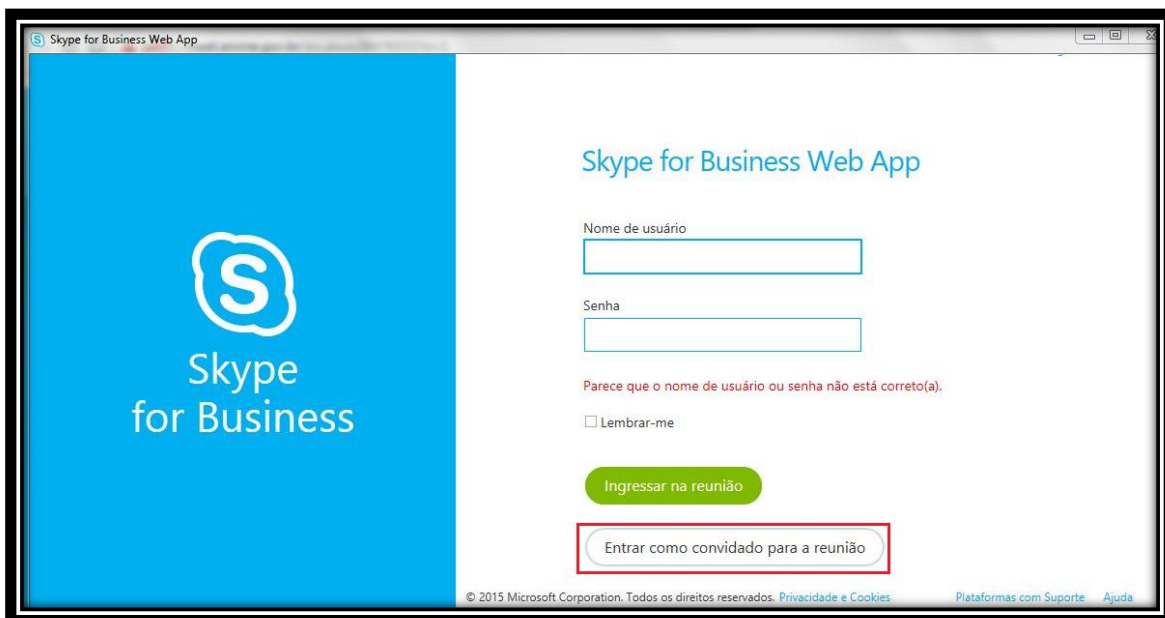 Skype for Business Web App
Skype
for Business
Skype for Business Web App
Nome de usuário
Senha
Parece que o nome de usuário ou senha não está correto(a).
Lembrar-me
Ingressar na reunião
Entrar como convidado para a reunião
© 2015 Microsoft Corporation. Todos os direitos reservados. Privacidade e Cookies Plataformas com Suporte Ajuda